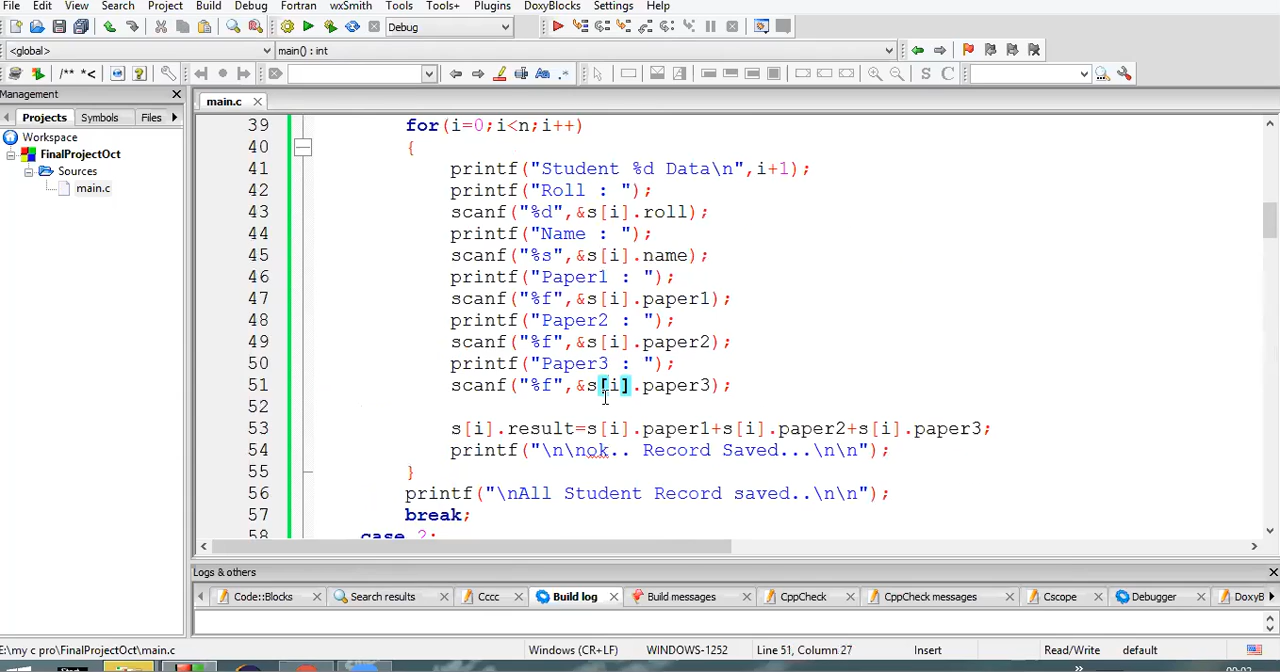 File Edit View Search Project Build Debug Fortran wxSmith Tools Tools+ Plugins DoxyBlocks Settings Help
Debug
<global> main() : int
/** *< Aa .* S C
Management
Projects Symbols Files
Workspace
FinalProjectOct
Sources
main.c
main.c
39 for(i=0;i<n;i++)
40 {
41 printf("Student %d Data\n",i+1);
42 printf("Roll : ");
43 scanf("%d",&s[i].roll);
44 printf("Name : ");
45 scanf("%s",&s[i].name);
46 printf("Paper1 : ");
47 scanf("%f",&s[i].paper1);
48 printf("Paper2 : ");
49 scanf("%f",&s[i].paper2);
50 printf("Paper3 : ");
51 scanf("%f",&s[i].paper3);
52
53 s[i].result=s[i].paper1+s[i].paper2+s[i].paper3;
54 printf("\n\nok.. Record Saved...\n\n");
55 }
56 printf("\nAll Student Record saved..\n\n");
57 break;
58 case 2:
Logs & others
Code::Blocks Search results Cccc Build log Build messages CppCheck CppCheck messages Cscope Debugger DoxyB
E:\my c pro\FinalProjectOct\main.c Windows (CR+LF) WINDOWS-1252 Line 51, Column 27 Insert Read/Write default
Start